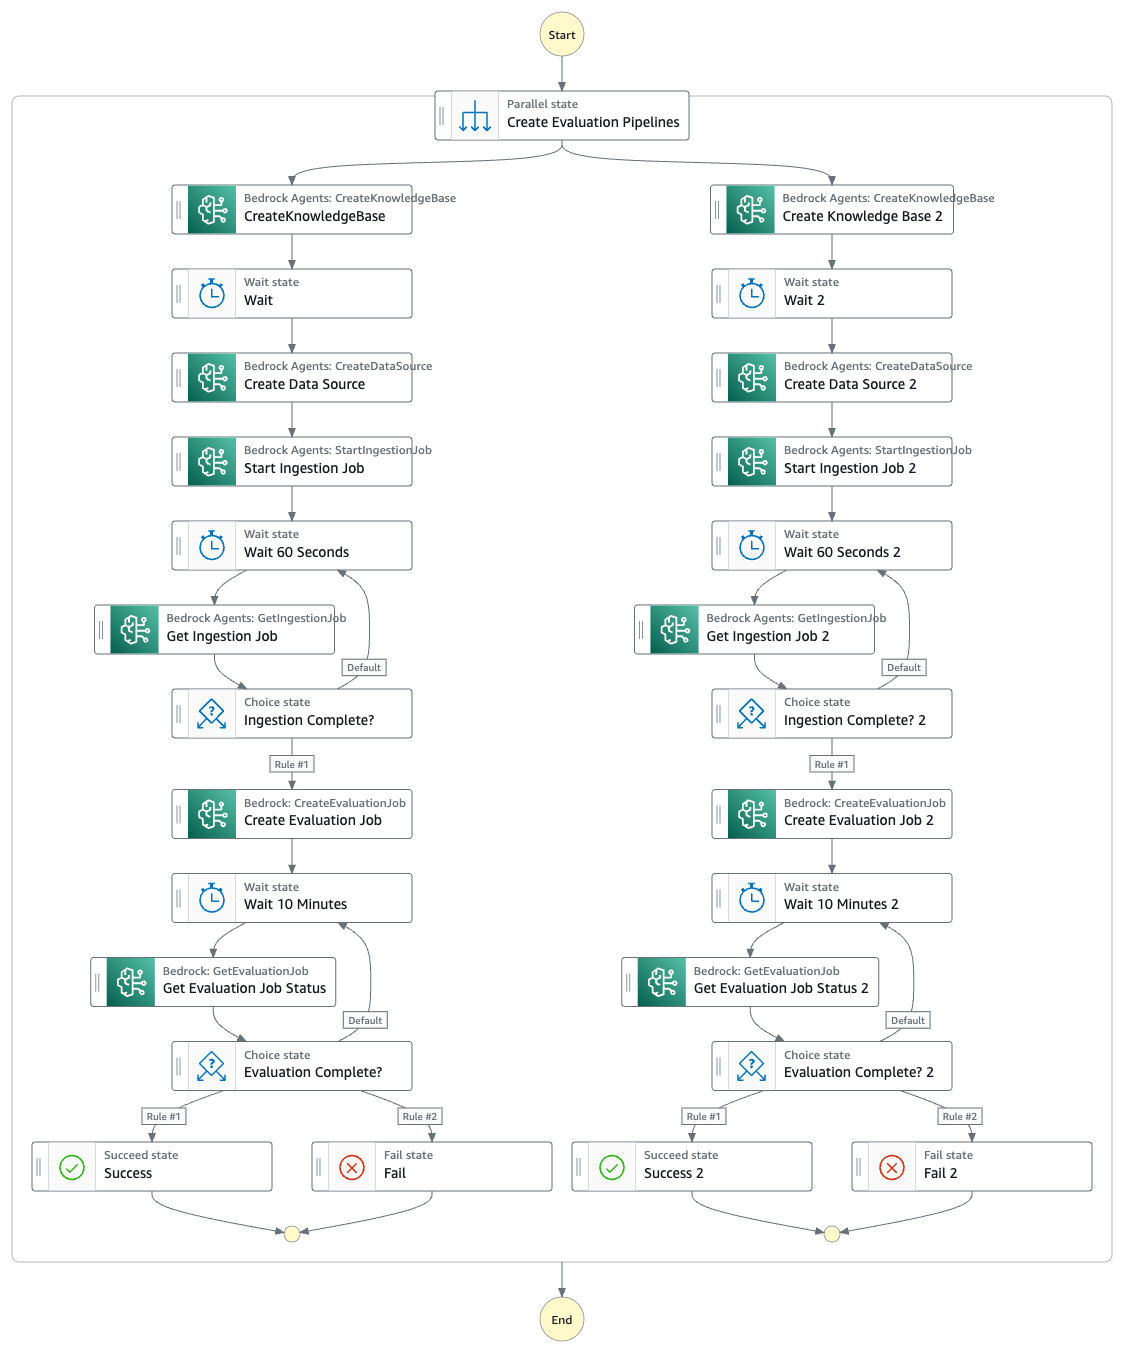 Start
Parallel state
Create Evaluation Pipelines
Bedrock Agents: CreateKnowledgeBase
CreateKnowledgeBase
Wait state
Wait
Bedrock Agents: CreateDataSource
Create Data Source
Bedrock Agents: StartIngestionJob
Start Ingestion Job
Wait state
Wait 60 Seconds
Bedrock Agents: GetIngestionJob
Get Ingestion Job
Default
Choice state
Ingestion Complete?
Rule #1
Bedrock: CreateEvaluationJob
Create Evaluation Job
Wait state
Wait 10 Minutes
Bedrock: GetEvaluationJob
Get Evaluation Job Status
Default
Choice state
Evaluation Complete?
Rule #1
Rule #2
Succeed state
Success
Fail state
Fail
Bedrock Agents: CreateKnowledgeBase
Create Knowledge Base 2
Wait state
Wait 2
Bedrock Agents: CreateDataSource
Create Data Source 2
Bedrock Agents: StartIngestionJob
Start Ingestion Job 2
Wait state
Wait 60 Seconds 2
Bedrock Agents: GetIngestionJob
Get Ingestion Job 2
Default
Choice state
Ingestion Complete? 2
Rule #1
Bedrock: CreateEvaluationJob
Create Evaluation Job 2
Wait state
Wait 10 Minutes 2
Bedrock: GetEvaluationJob
Get Evaluation Job Status 2
Default
Choice state
Evaluation Complete? 2
Rule #1
Rule #2
Succeed state
Success 2
Fail state
Fail 2
End